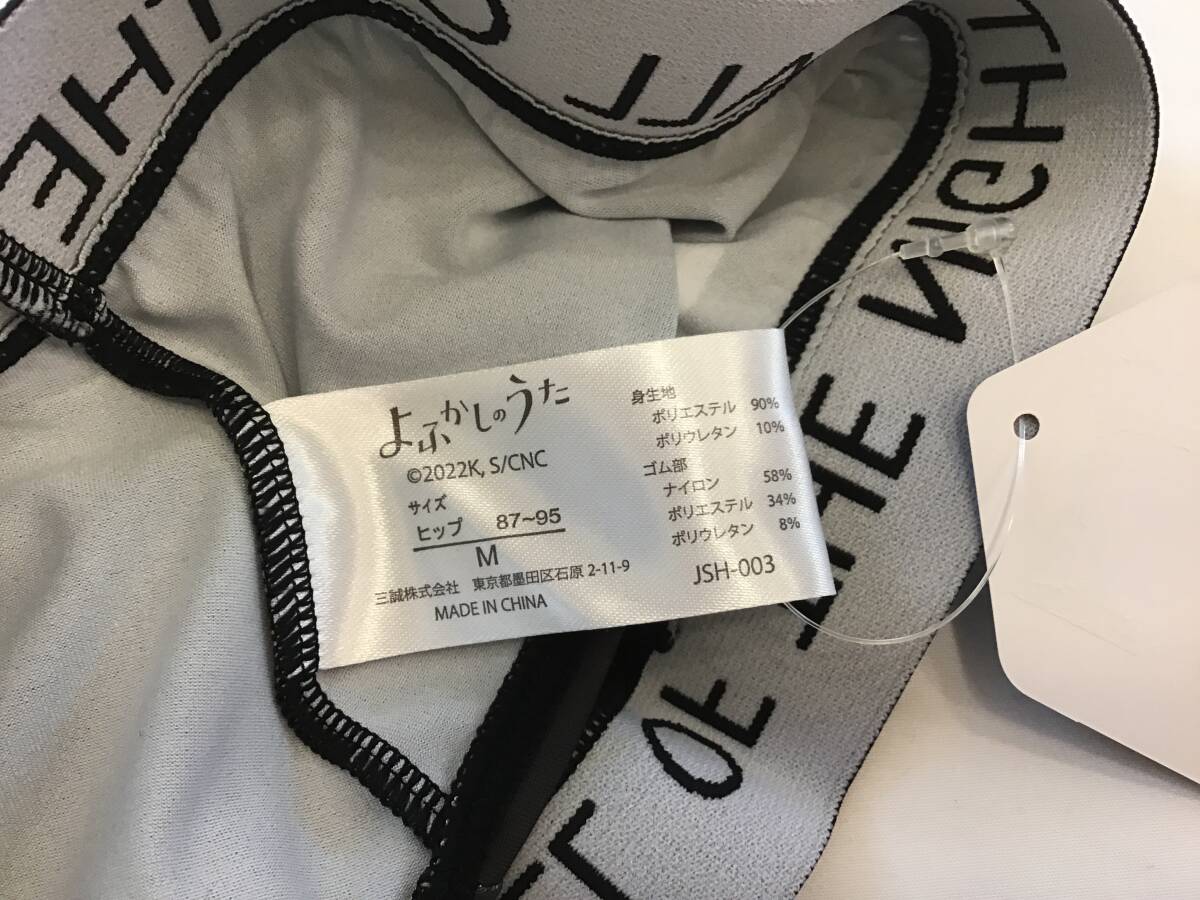 よふかしのうた
©2022K, S/CNC
サイズ
ヒップ 87~95
M
三誠株式会社 東京都墨田区石原 2-11-9
MADE IN CHINA
身生地
ポリエステル 90%
ポリウレタン 10%
ゴム部
ナイロン 58%
ポリエステル 34%
ポリウレタン 8%
JSH-003
THE
OF
OF THE NIGHT